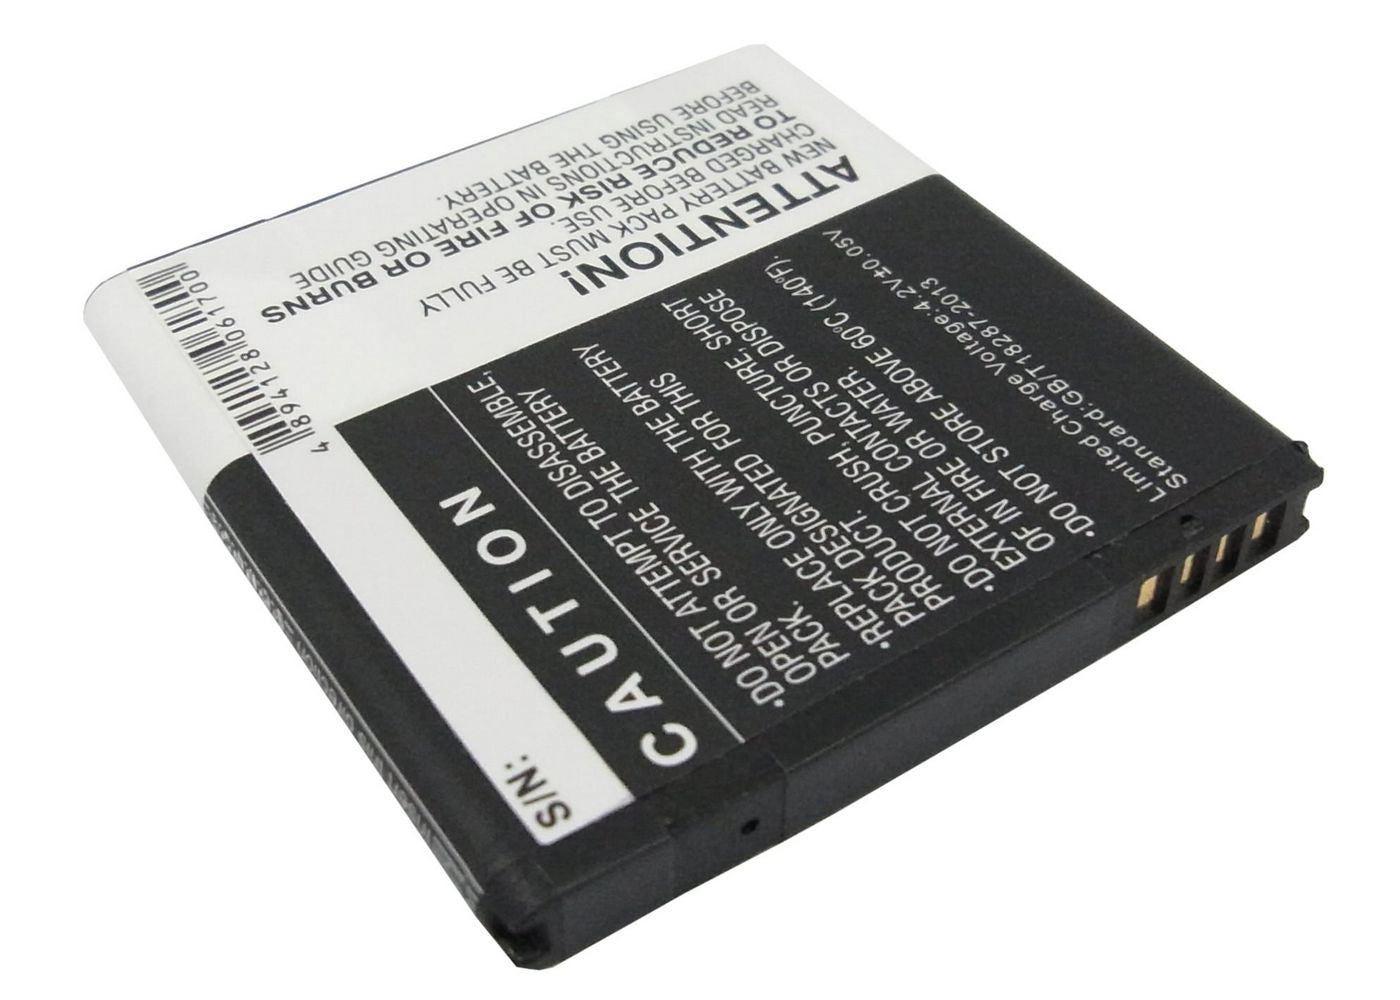 ATTENTION!
NEW BATTERY PACK MUST BE FULLY
CHARGED BEFORE USE.
TO REDUCE RISK OF FIRE OR BURNS
READ INSTRUCTIONS IN OPERATING GUIDE
BEFORE USING THE BATTERY.
4 894128 061700
S/N:
CAUTION
•DO NOT ATTEMPT TO DISASSEMBLE,
OPEN OR SERVICE THE BATTERY
PACK.
•REPLACE ONLY WITH THE BATTERY
PACK DESIGNATED FOR THIS
PRODUCT.
•DO NOT CRUSH, PUNCTURE, SHORT
EXTERNAL CONTACTS OR DISPOSE
OF IN FIRE OR WATER.
•DO NOT STORE ABOVE 60°C (140°F).
Limited Charge Voltage:4.2V±0.05V
Standard:GB/T18287-2013